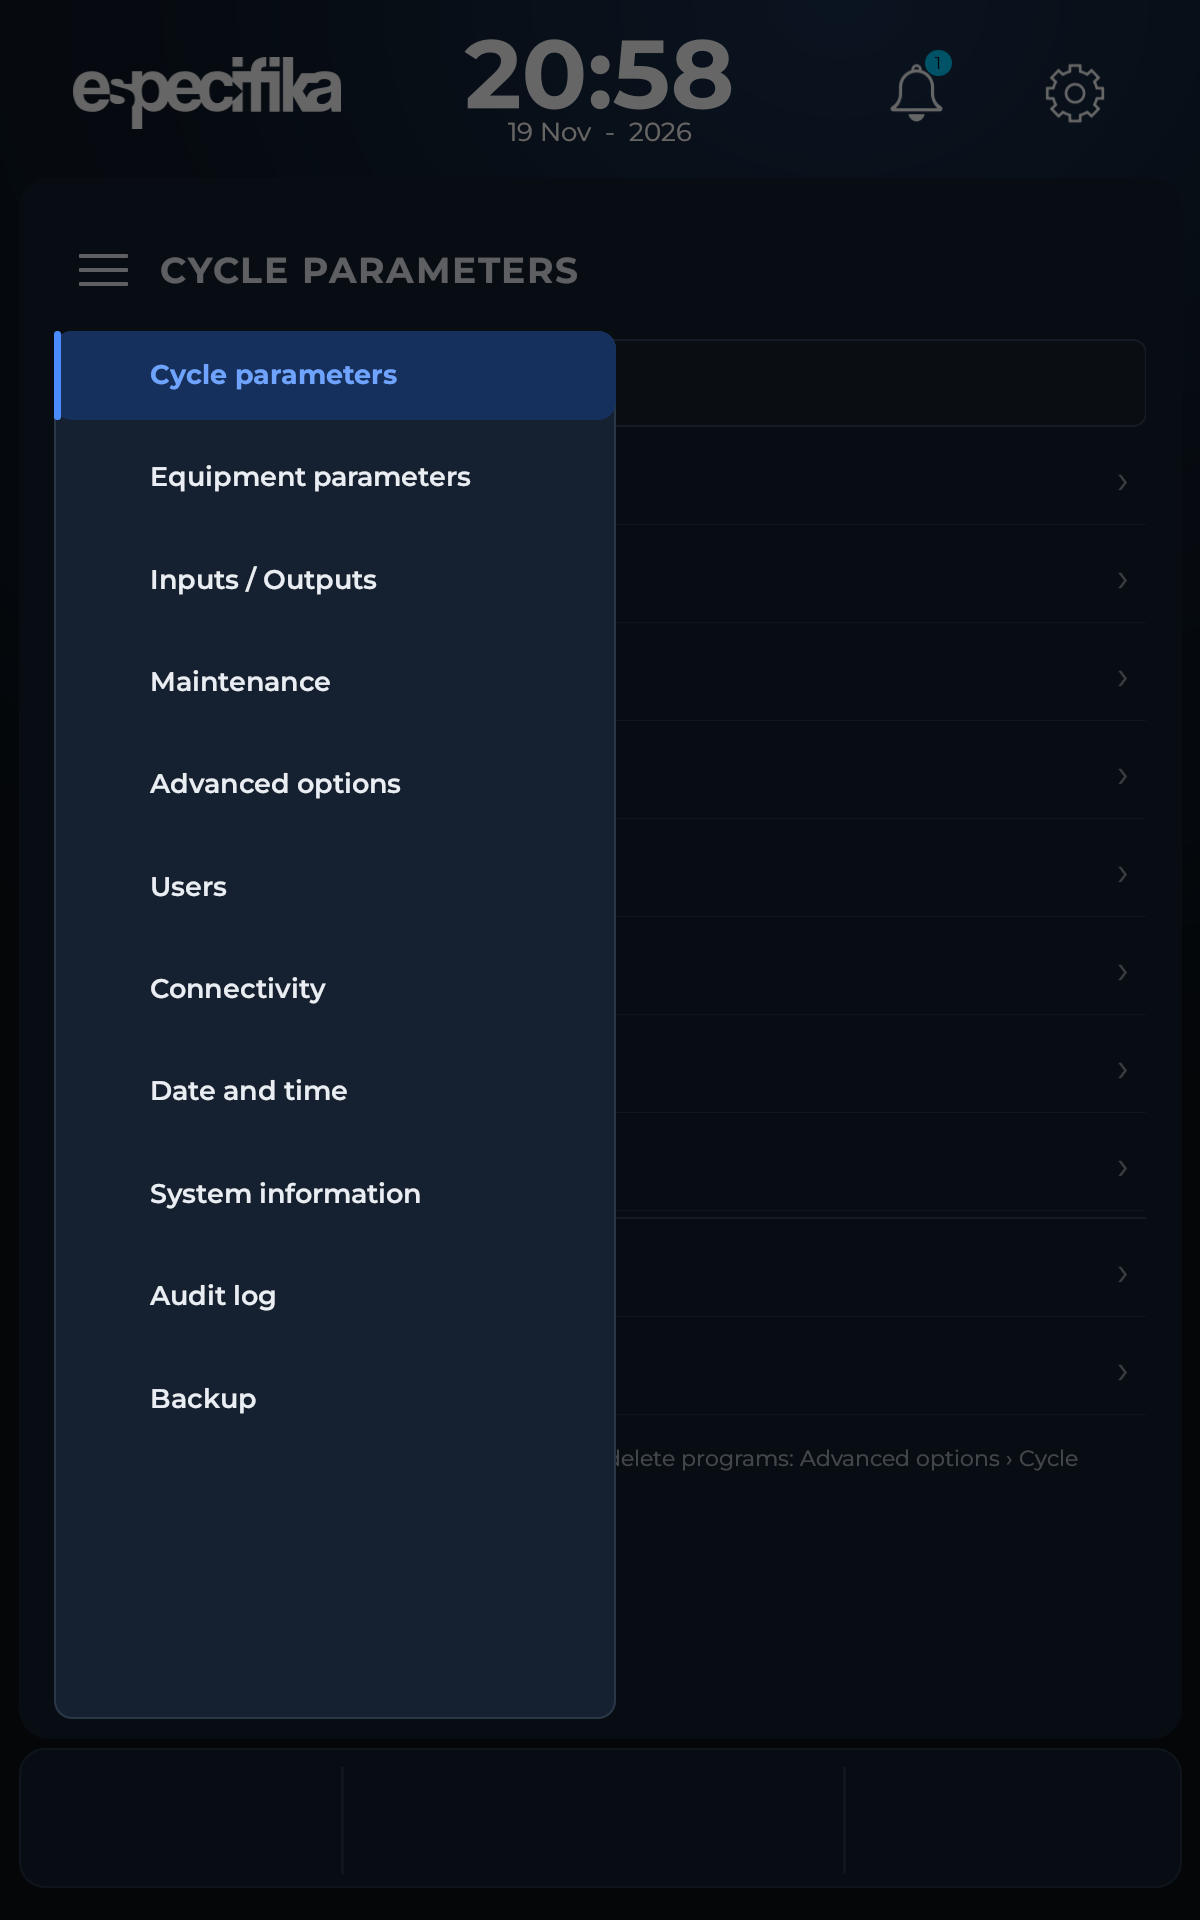 especifika
20:58
19 Nov - 2026
1
CYCLE PARAMETERS
Cycle parameters
Equipment parameters
Inputs / Outputs
Maintenance
Advanced options
Users
Connectivity
Date and time
System information
Audit log
Backup
delete programs: Advanced options › Cycle